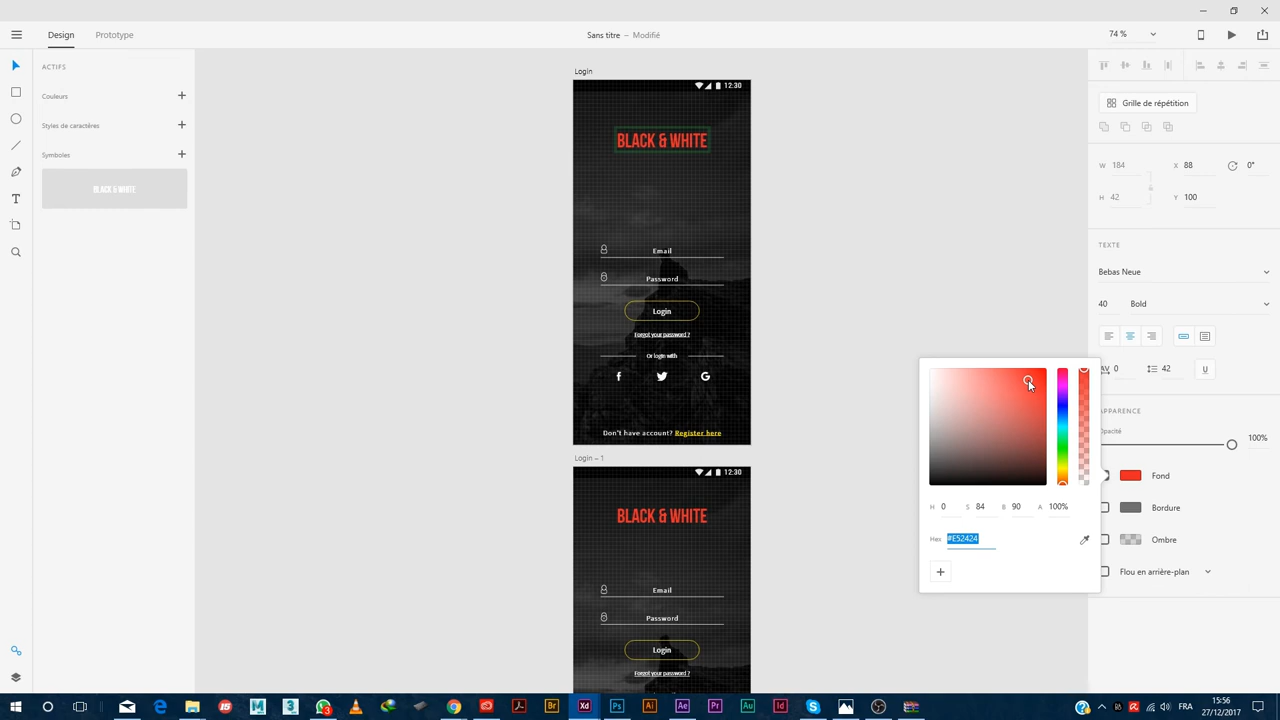 Design
Prototype
Sans titre – Modifié
74 %
ACTIFS
Couleurs
Styles de caractères
Symboles
BLACK & WHITE
Login
12:30
BLACK & WHITE
Email
Password
Login
Forgot your password ?
Or login with
Don't have account? Register here
Login – 1
12:30
BLACK & WHITE
Email
Password
Login
Forgot your password ?
Grille de répétition
W 184 X 88 0°
H 42 Y 100
TEXTE
Bebas Neue
40 Bold
0 42 U
Opacité
100%
Fond
Bordure
Ombre
Flou en arrière-plan
H 0 S 84 B 90 A 100%
Hex #E52424
15:56
27/12/2017